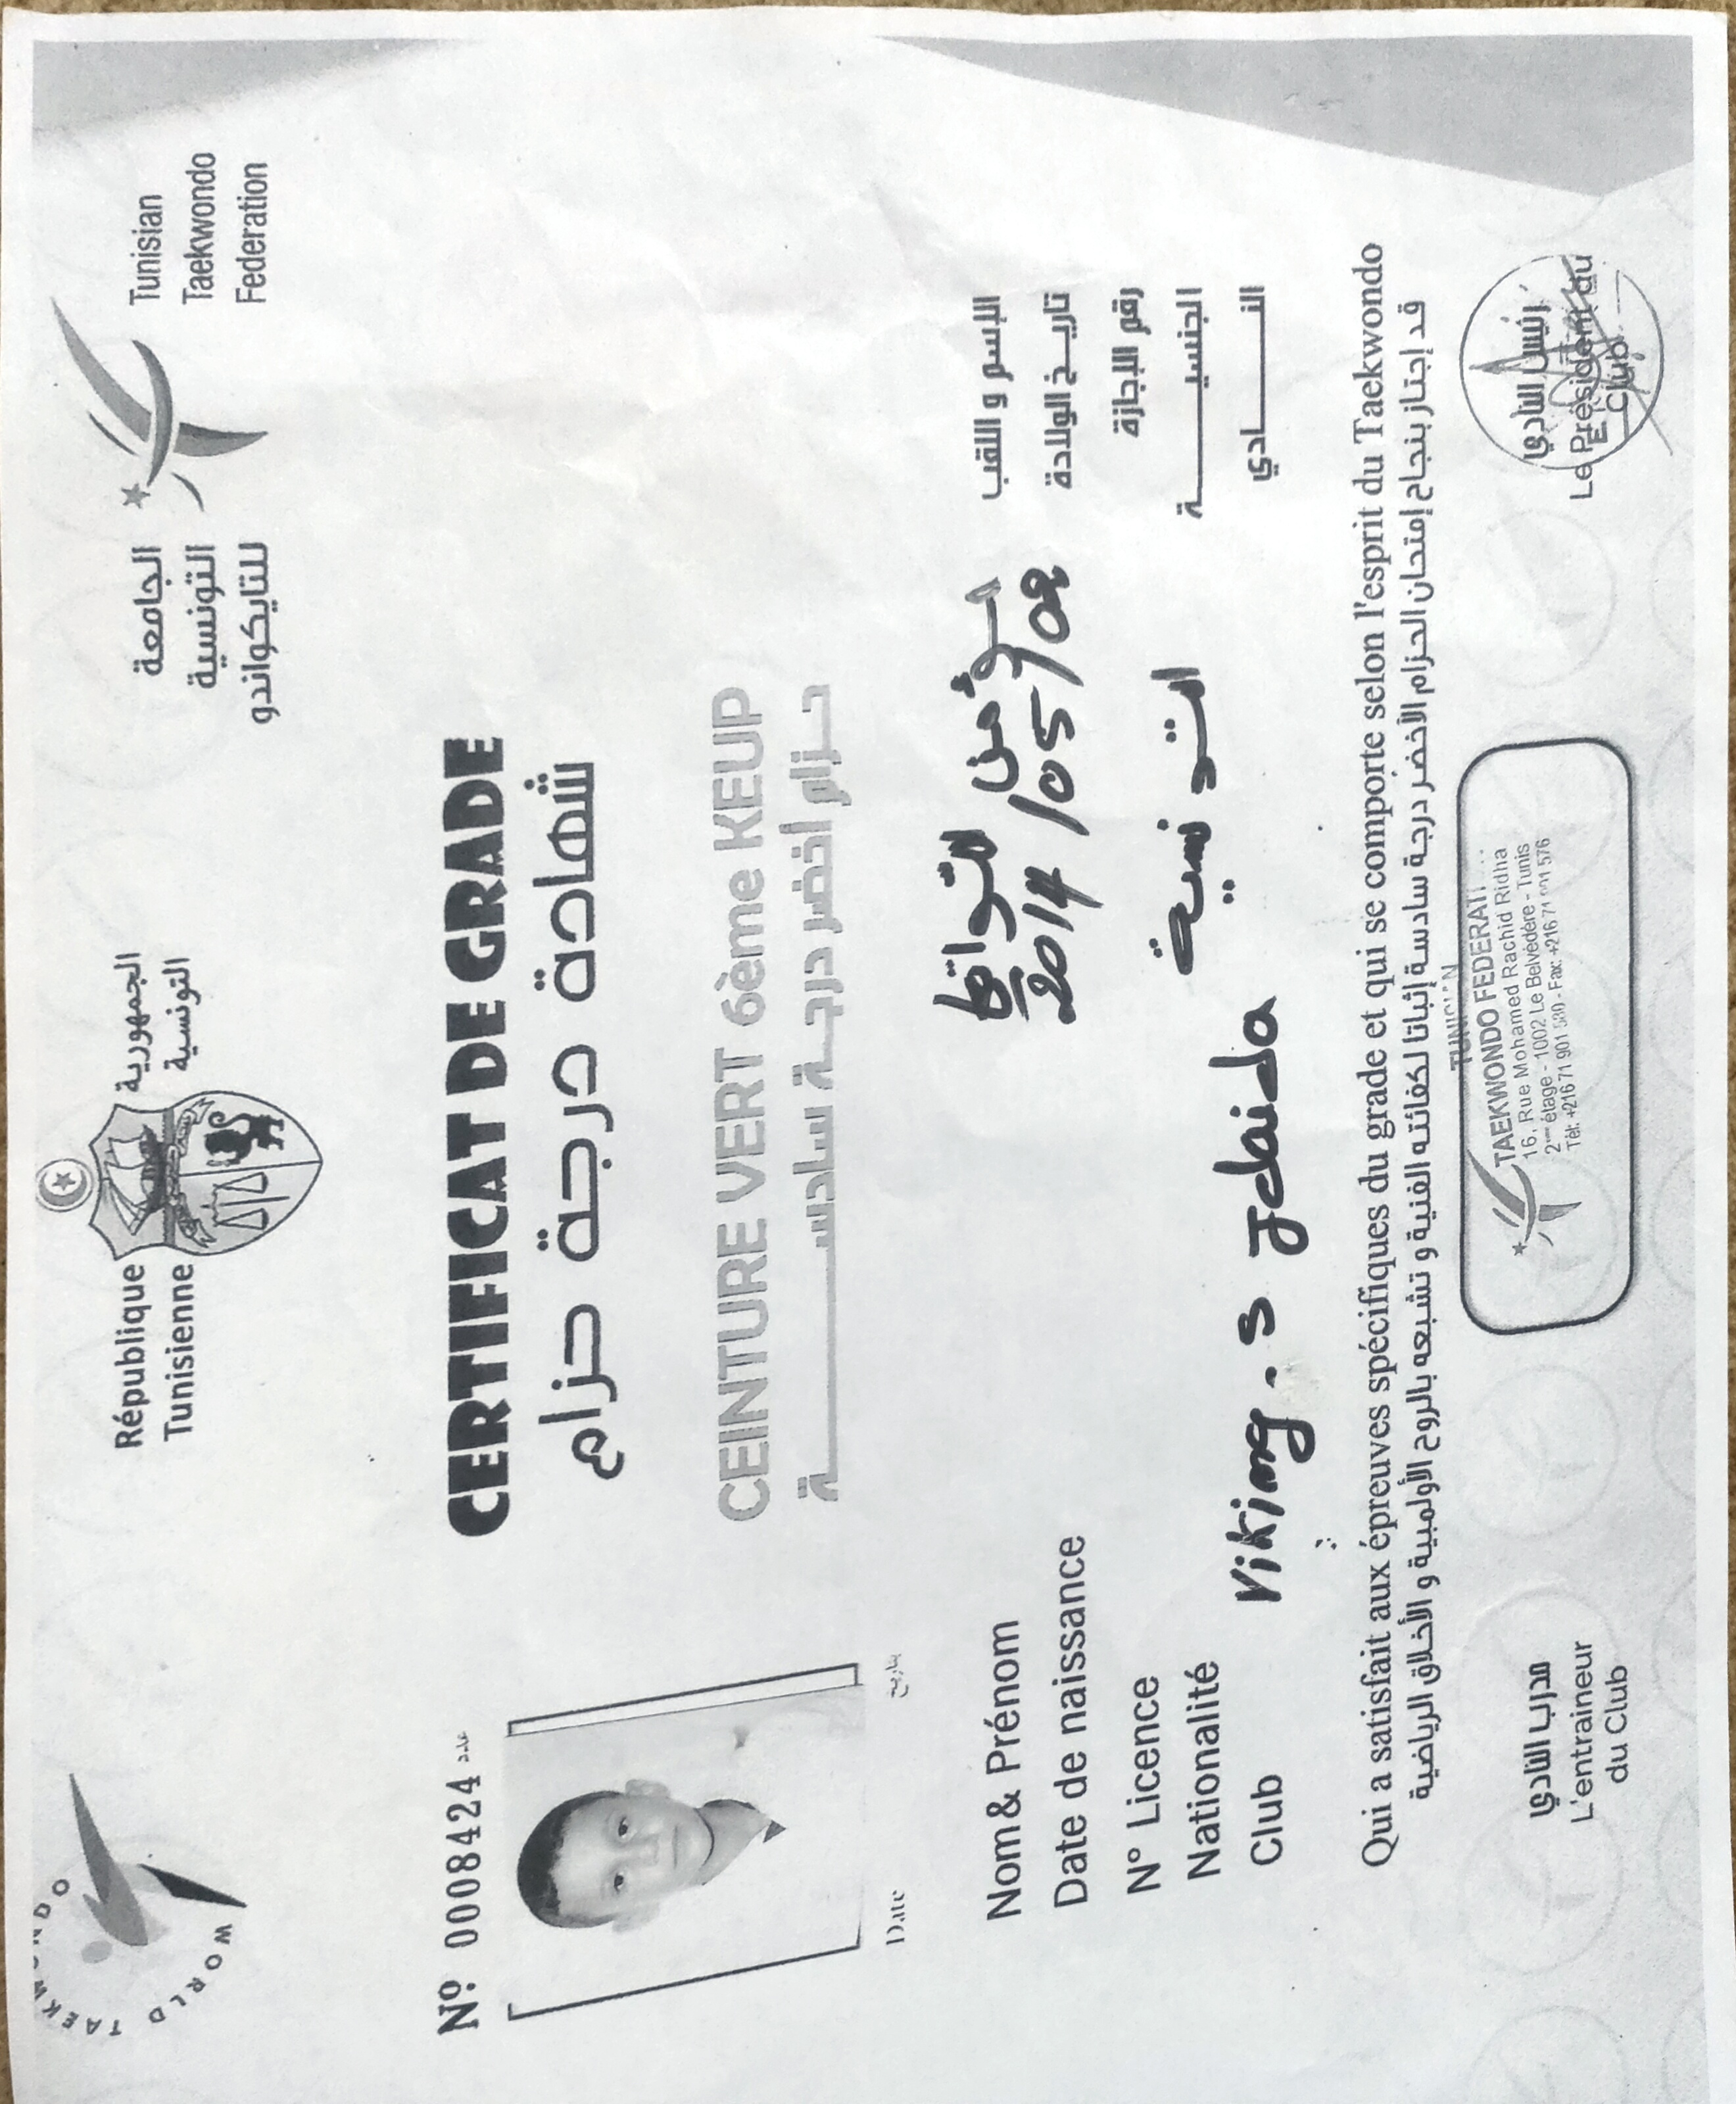 WORLD TAEKWONDO
République
Tunisienne
الجمهورية
التونسية
الجامعة
التونسية
للتايكواندو
Tunisian
Taekwondo
Federation
Nº 0008424 عدد
CERTIFICAT DE GRADE
شهادة درجة حزام
CEINTURE VERT 6ème KEUP
حزام أخضر درجة سادسة
Date تاريخ
Nom & Prénom الإسم و اللقب
Date de naissance 2014/05/02 تاريخ الولادة
N° Licence رقم الإجازة
Nationalité التونسية الجنسية
Club Viking.s Jdaida النادي
Qui a satisfait aux épreuves spécifiques du grade et qui se comporte selon l'esprit du Taekwondo
قد إجتاز بنجاح إمتحان الحزام الأخضر درجة سادسة إثباتا لكفائته الفنية و تشبعه بالروح الأولمبية و الأخلاق الرياضية
مدرب النادي
L'entraineur
du Club
TAEKWONDO
16, Rue Mohamed Rachid Ridha
étage - 1002 Le Belvédère - Tunis
رئيس النادي
Le Président du
Club